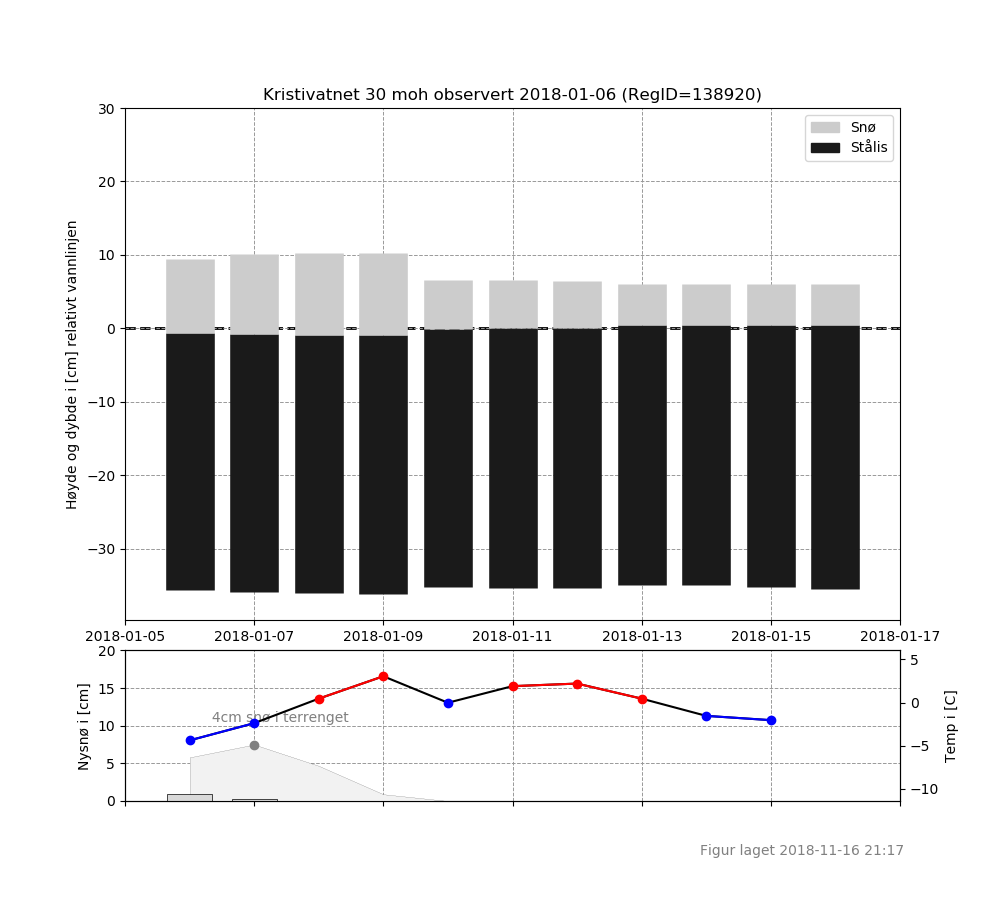 Kristivatnet 30 moh observert 2018-01-06 (RegID=138920)
Snø
Stålis
Høyde og dybde i [cm] relativt vannlinjen
30
20
10
0
−10
−20
−30
2018-01-05 2018-01-07 2018-01-09 2018-01-11 2018-01-13 2018-01-15 2018-01-17
Nysnø i [cm]
20
15
10
5
0
4cm snø i terrenget
5
0
−5
−10
Temp i [C]
Figur laget 2018-11-16 21:17